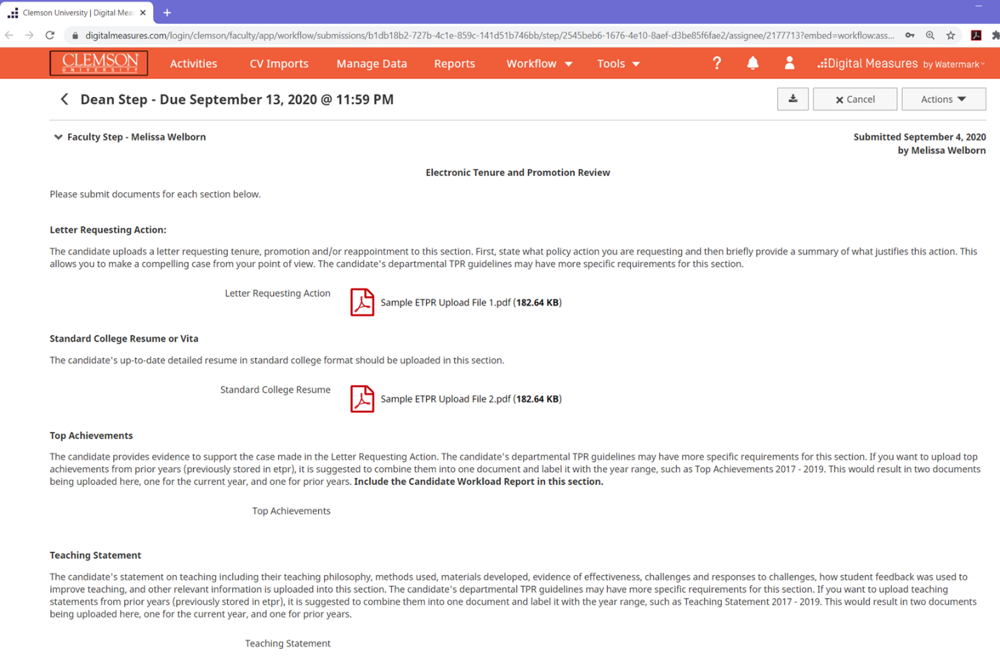 Clemson University | Digital Mea
digitalmeasures.com/login/clemson/faculty/app/workflow/submissions/b1db18b2-727b-4c1e-859c-141d51b746bb/step/2545beb6-1676-4e10-8aef-d3be85f6fae2/assignee/2177713?embed=workflow:ass...
CLEMSON
UNIVERSITY
Activities CV Imports Manage Data Reports Workflow Tools ? Digital Measures by Watermark™
Dean Step - Due September 13, 2020 @ 11:59 PM
Cancel
Actions
Faculty Step - Melissa Welborn
Submitted September 4, 2020
by Melissa Welborn
Electronic Tenure and Promotion Review
Please submit documents for each section below.
Letter Requesting Action:
The candidate uploads a letter requesting tenure, promotion and/or reappointment to this section. First, state what policy action you are requesting and then briefly provide a summary of what justifies this action. This
allows you to make a compelling case from your point of view. The candidate's departmental TPR guidelines may have more specific requirements for this section.
Letter Requesting Action
Sample ETPR Upload File 1.pdf (182.64 KB)
Standard College Resume or Vita
The candidate's up-to-date detailed resume in standard college format should be uploaded in this section.
Standard College Resume
Sample ETPR Upload File 2.pdf (182.64 KB)
Top Achievements
The candidate provides evidence to support the case made in the Letter Requesting Action. The candidate's departmental TPR guidelines may have more specific requirements for this section. If you want to upload top
achievements from prior years (previously stored in etpr), it is suggested to combine them into one document and label it with the year range, such as Top Achievements 2017 - 2019. This would result in two documents
being uploaded here, one for the current year, and one for prior years. Include the Candidate Workload Report in this section.
Top Achievements
Teaching Statement
The candidate's statement on teaching including their teaching philosophy, methods used, materials developed, evidence of effectiveness, challenges and responses to challenges, how student feedback was used to
improve teaching, and other relevant information is uploaded into this section. The candidate's departmental TPR guidelines may have more specific requirements for this section. If you want to upload teaching
statements from prior years (previously stored in etpr), it is suggested to combine them into one document and label it with the year range, such as Teaching Statement 2017 - 2019. This would result in two documents
being uploaded here, one for the current year, and one for prior years.
Teaching Statement